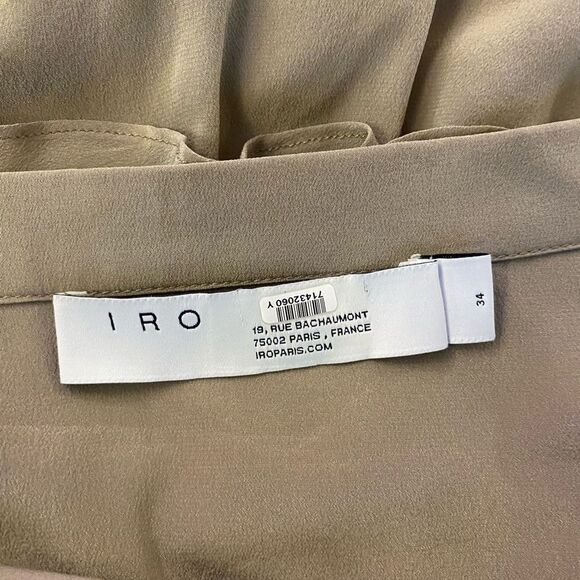 IRO
71432060 Y
19, RUE BACHAUMONT
75002 PARIS , FRANCE
IROPARIS.COM
34